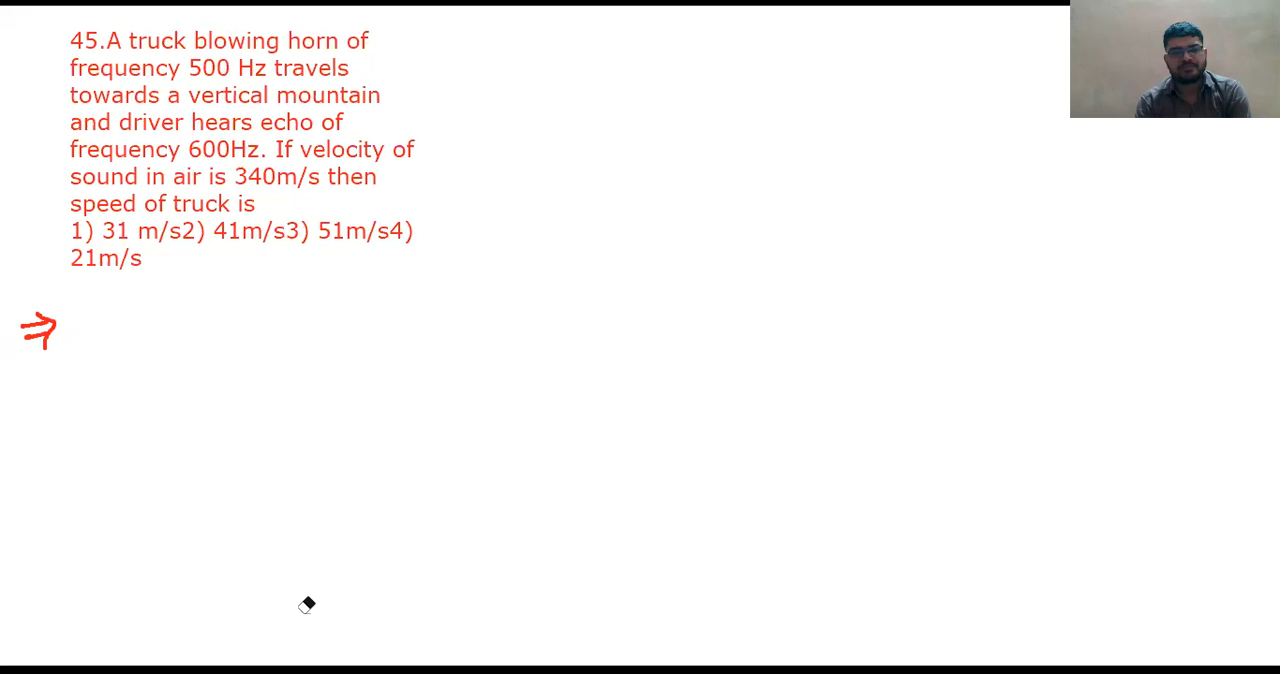 45.A truck blowing horn of
frequency 500 Hz travels
towards a vertical mountain
and driver hears echo of
frequency 600Hz. If velocity of
sound in air is 340m/s then
speed of truck is
1) 31 m/s2) 41m/s3) 51m/s4)
21m/s